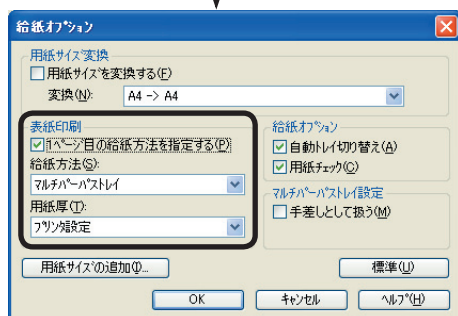 給紙ｵﾌﾟｼｮﾝ
用紙ｻｲｽﾞ変換
用紙ｻｲｽﾞを変換する(F)
変換(N):
A4 -> A4
表紙印刷
1ﾍﾟｰｼﾞ目の給紙方法を指定する(P)
給紙方法(S):
ﾏﾙﾁﾊﾟｰﾊﾟｽﾄﾚｲ
用紙厚(T):
ﾌﾟﾘﾝﾀ設定
給紙ｵﾌﾟｼｮﾝ
自動ﾄﾚｲ切り替え(A)
用紙ﾁｪｯｸ(C)
ﾏﾙﾁﾊﾟｰﾊﾟｽﾄﾚｲ設定
手差しとして扱う(M)
用紙ｻｲｽﾞの追加(I)...
標準(U)
OK
ｷｬﾝｾﾙ
ﾍﾙﾌﾟ(H)